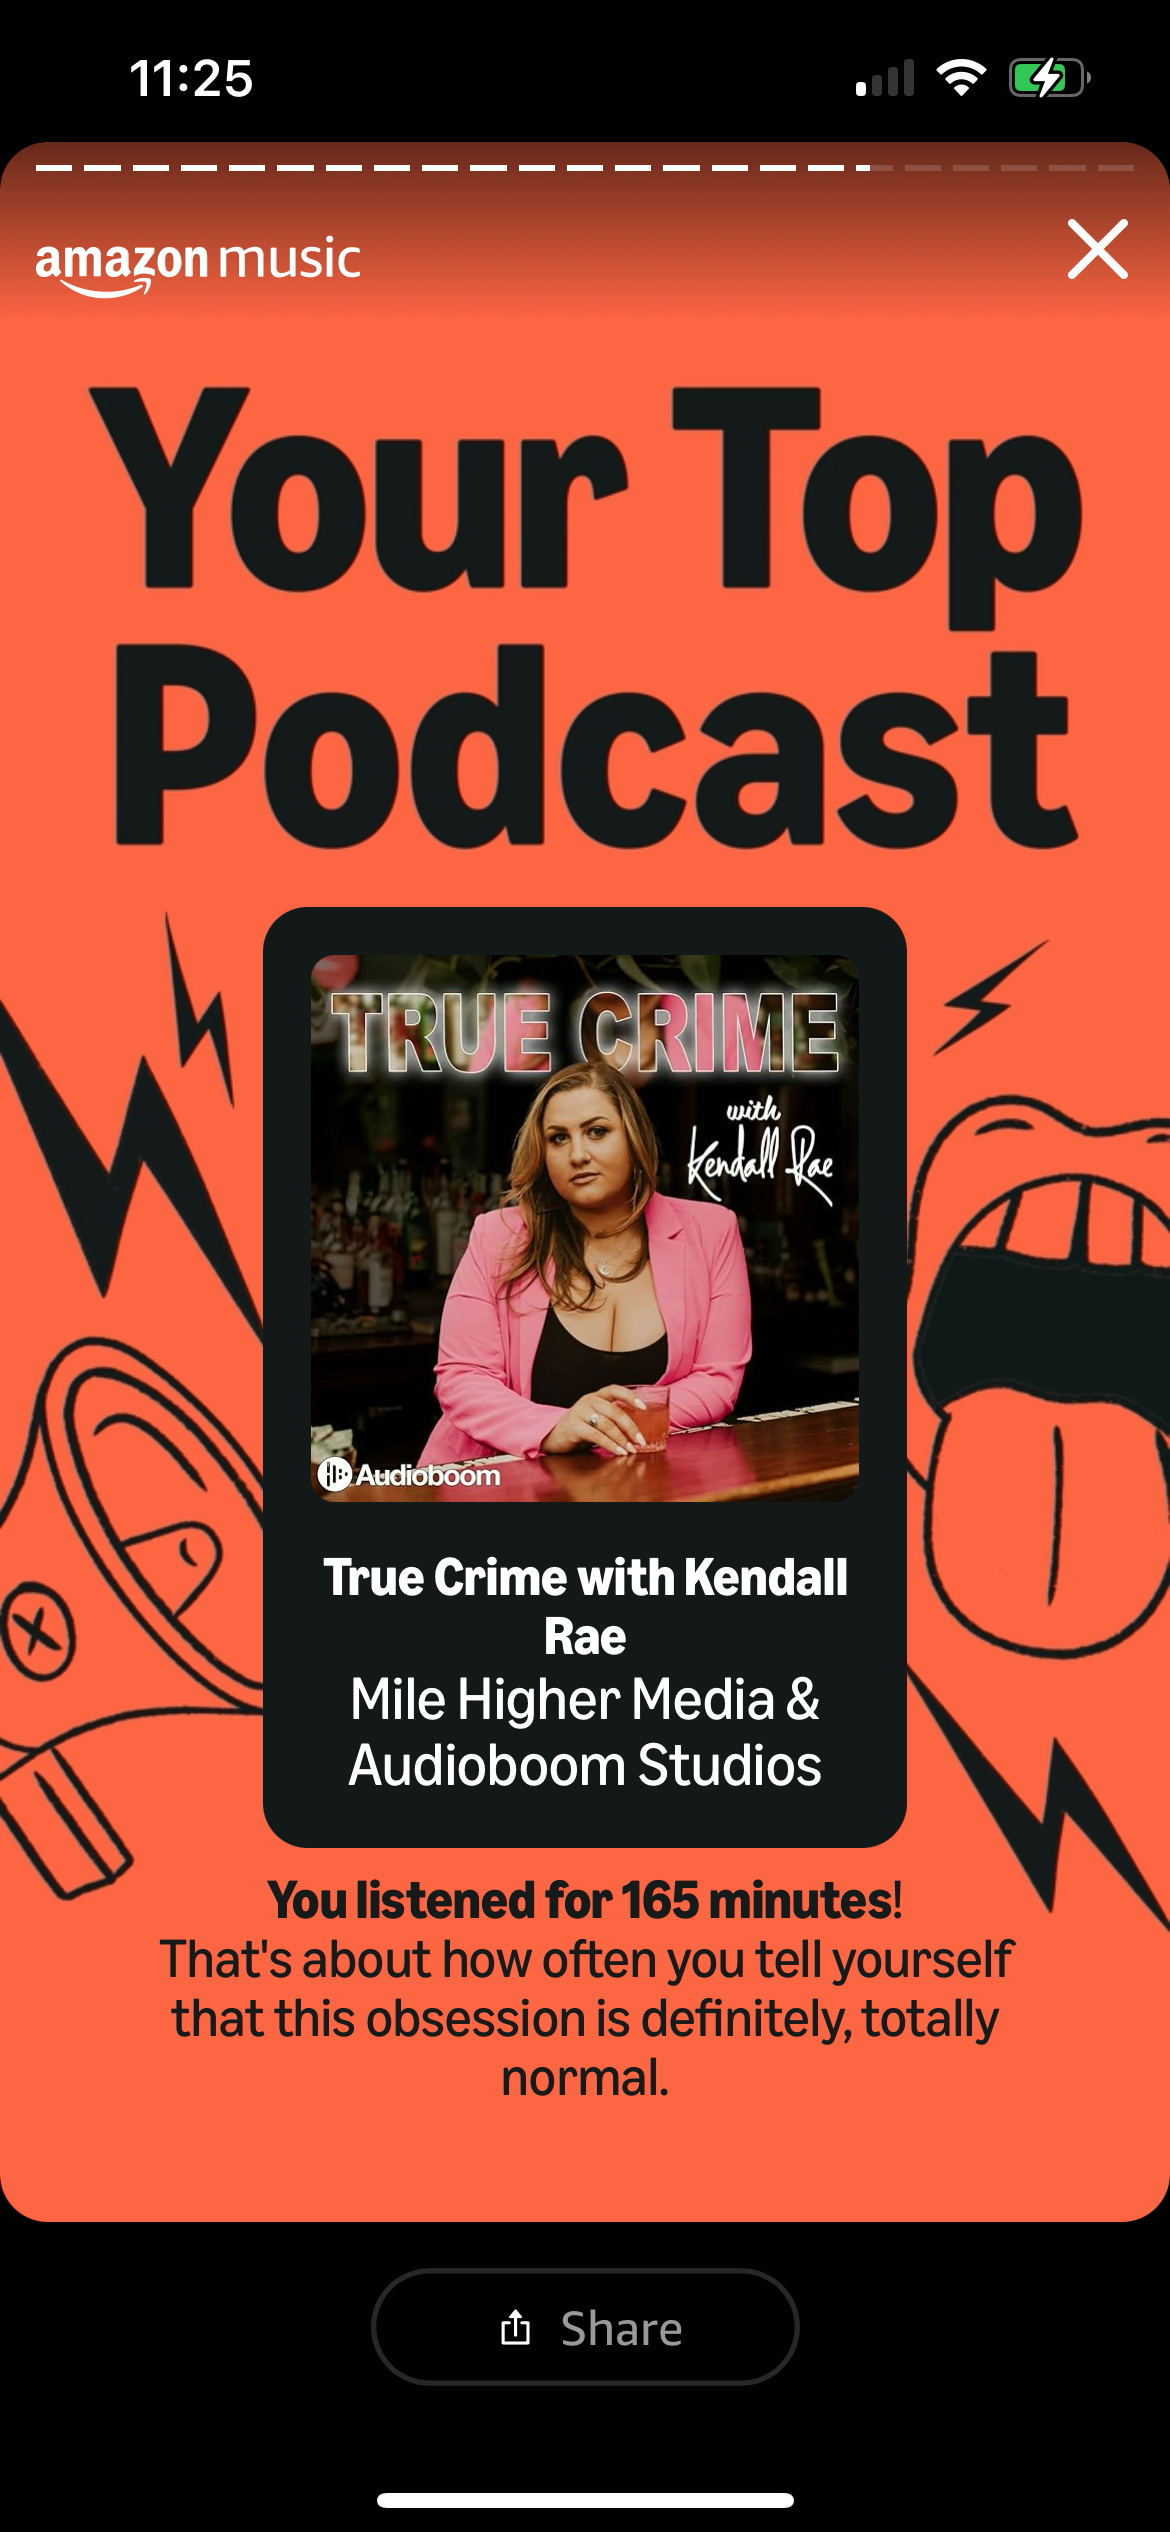 11:25
amazon music
Your Top
Podcast
TRUE CRIME
with
Kendall Rae
Audioboom
True Crime with Kendall
Rae
Mile Higher Media &
Audioboom Studios
You listened for 165 minutes!
That's about how often you tell yourself
that this obsession is definitely, totally
normal.
Share